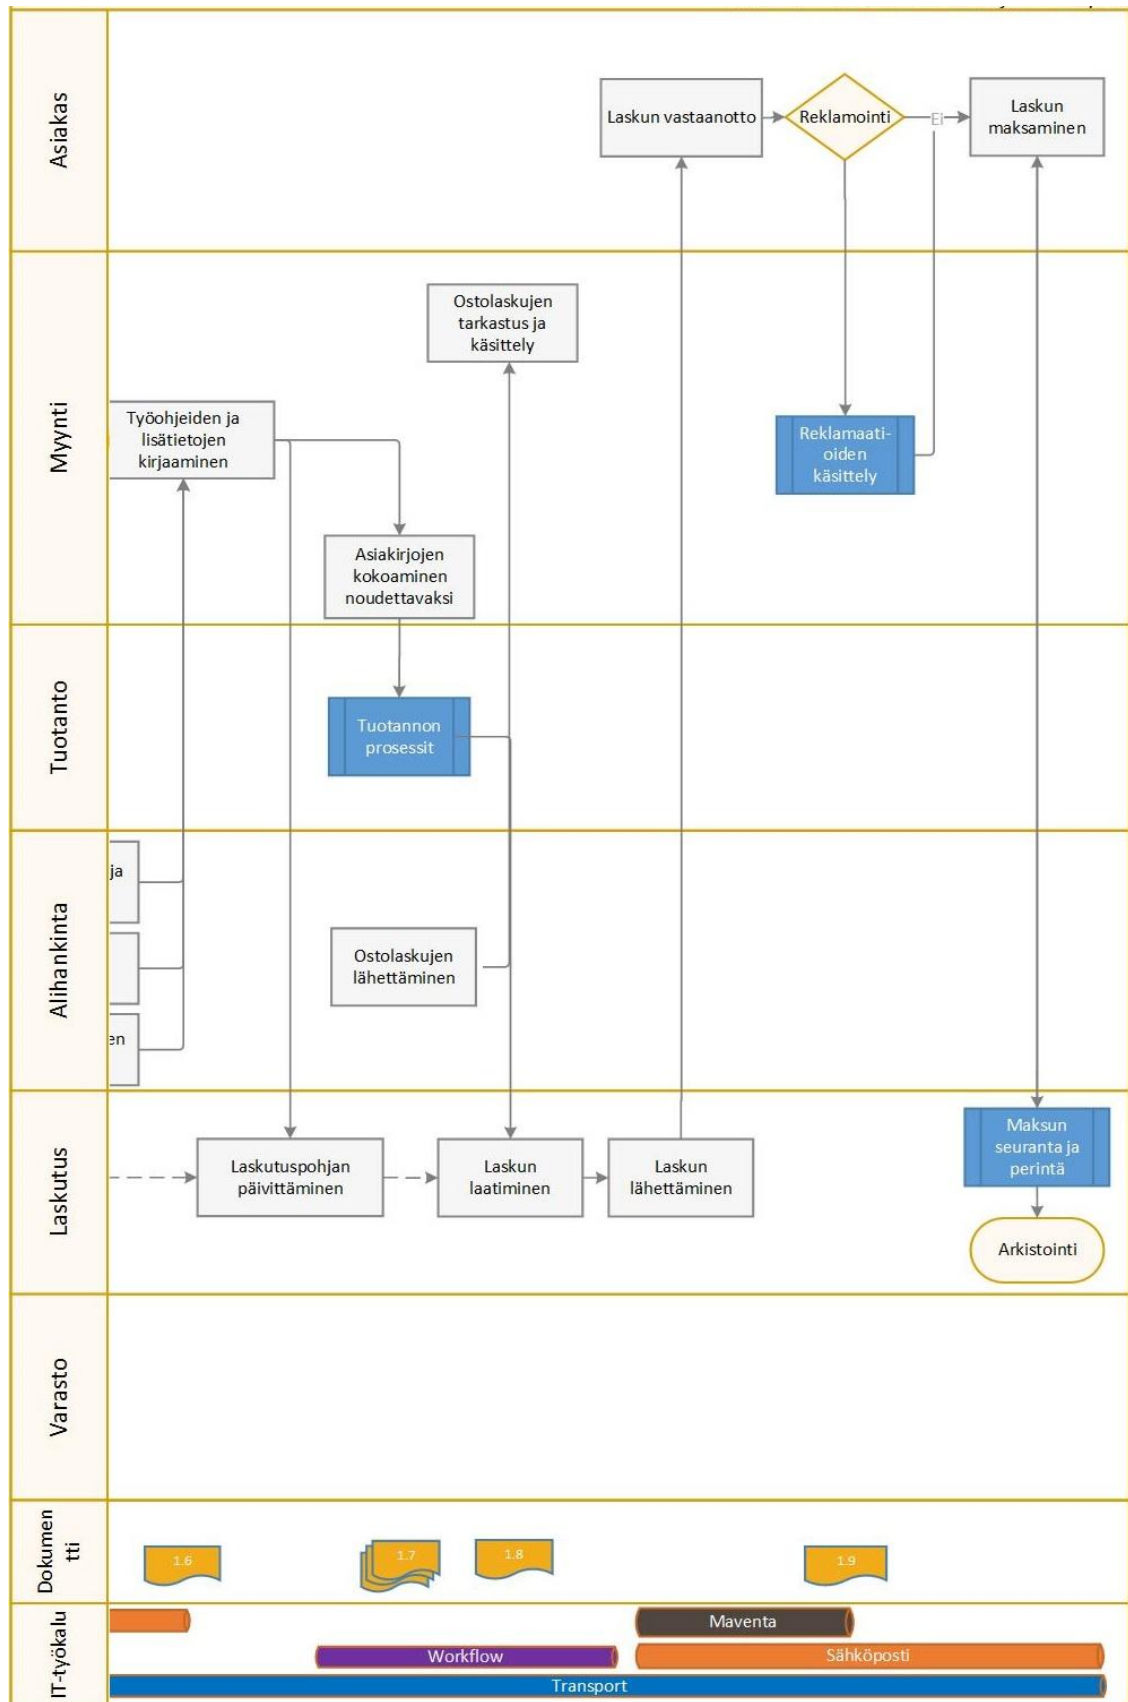 Asiakas
Laskun vastaanotto
Reklamointi
Ei
Laskun
maksaminen
Myynti
Ostolaskujen
tarkastus ja
käsittely
Työohjeiden ja
lisätietojen
kirjaaminen
Reklamaati-
oiden
käsittely
Asiakirjojen
kokoaminen
noudettavaksi
Tuotanto
Tuotannon
prosessit
Alihankinta
ja
en
Ostolaskujen
lähettäminen
Laskutus
Laskutuspohjan
päivittäminen
Laskun
laatiminen
Laskun
lähettäminen
Maksun
seuranta ja
perintä
Arkistointi
Varasto
Dokumen
tti
1.6
1.7
1.8
1.9
IT-työkalu
Maventa
Workflow
Sähköposti
Transport